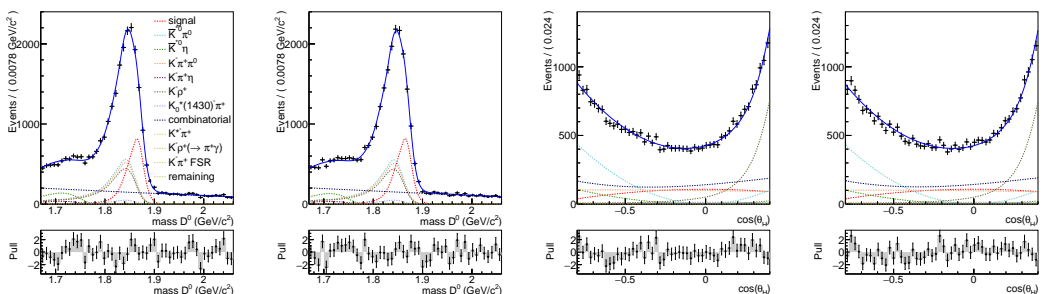 Events / ( 0.0078 GeV/c²)
2000
1000
0
signal
K̅*⁰π⁰
K̅*⁰η
K⁻π⁺π⁰
K⁻π⁺η
K⁻ρ⁺
K₀*(1430)⁻π⁺
combinatorial
K*⁻π⁺
K⁻ρ⁺(→ π⁺γ)
K⁻π⁺ FSR
remaining
1.7 1.8 1.9 2
mass D⁰ (GeV/c²)
Pull
2
0
−2
1.7 1.8 1.9 2
mass D⁰ (GeV/c²)
Events / ( 0.0078 GeV/c²)
2000
1000
0
1.7 1.8 1.9 2
mass D⁰ (GeV/c²)
Pull
2
0
−2
1.7 1.8 1.9 2
mass D⁰ (GeV/c²)
Events / ( 0.024 )
1000
500
0
−0.5 0
cos(θH)
Pull
2
0
−2
−0.5 0
cos(θH)
Events / ( 0.024 )
1000
500
0
−0.5 0
cos(θH)
Pull
2
0
−2
−0.5 0
cos(θH)